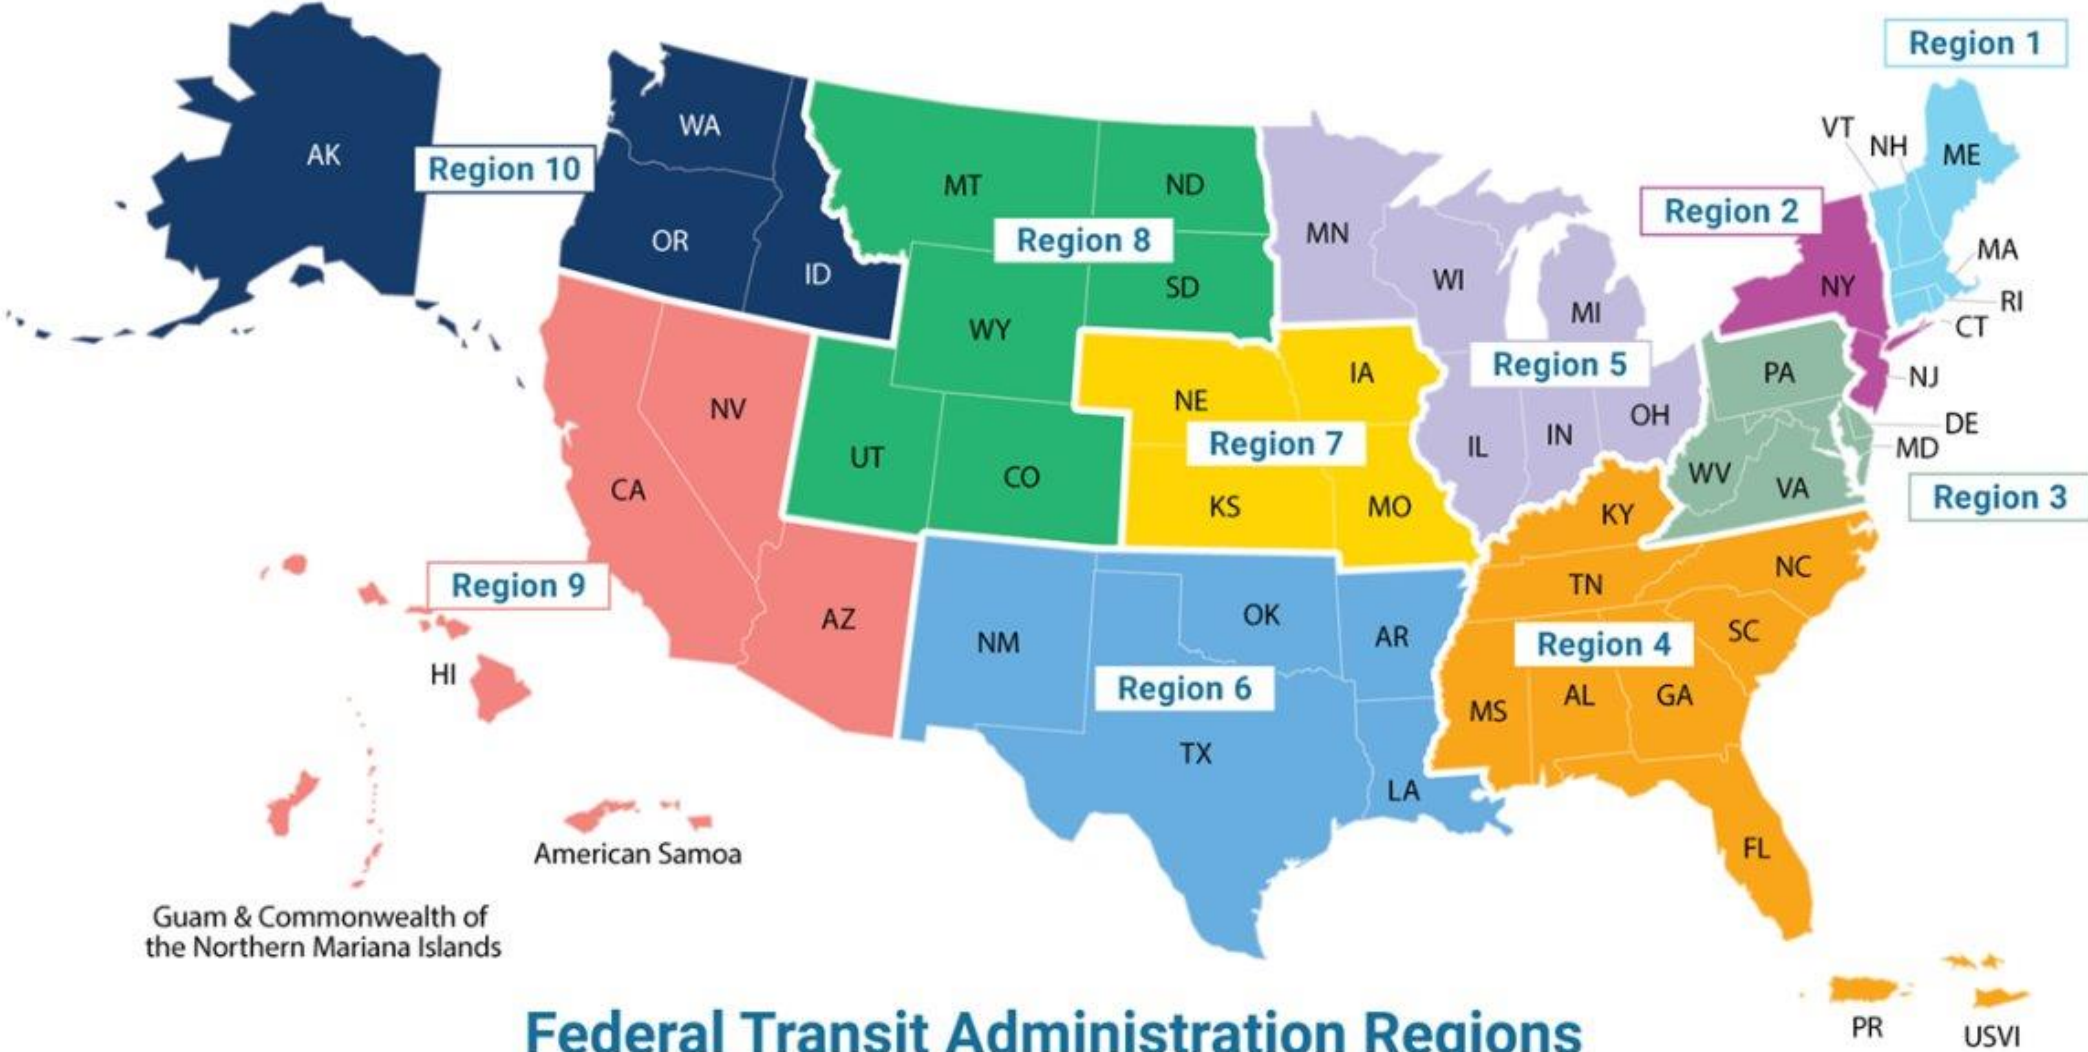 Region 1
VT
NH
ME
AK
Region 10
WA
MT
ND
Region 2
MN
OR
Region 8
MA
ID
WI
SD
NY
RI
MI
CT
WY
Region 5
IA
PA
NJ
NE
NV
OH
DE
Region 7
IN
IL
MD
UT
CO
WV
CA
VA
Region 3
KS
MO
KY
NC
Region 9
TN
AZ
OK
SC
NM
AR
Region 4
HI
Region 6
AL
GA
MS
TX
LA
FL
American Samoa
Guam & Commonwealth of
the Northern Mariana Islands
Federal Transit Administration Regions
PR
USVI